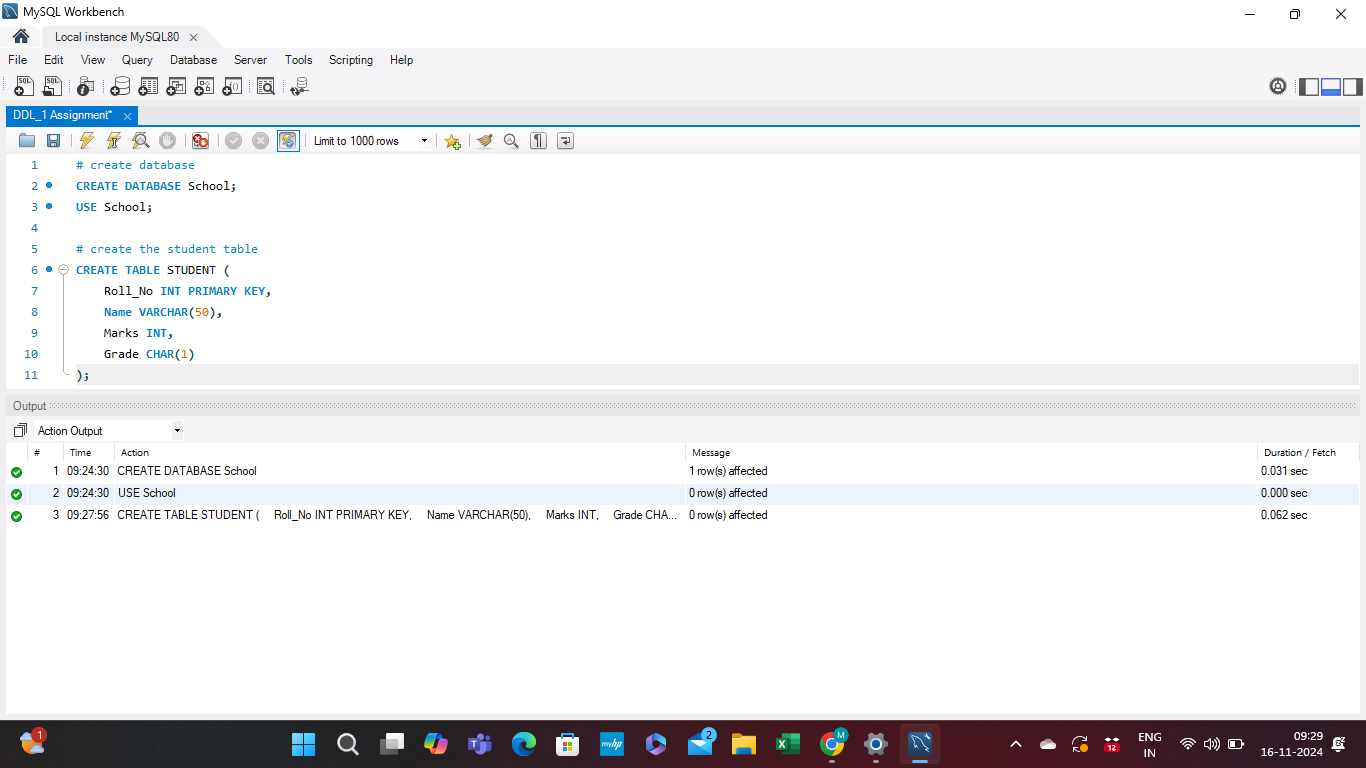 MySQL Workbench
Local instance MySQL80
File Edit View Query Database Server Tools Scripting Help
DDL_1 Assignment*
Limit to 1000 rows
1 # create database
2 CREATE DATABASE School;
3 USE School;
4
5 # create the student table
6 CREATE TABLE STUDENT (
7 Roll_No INT PRIMARY KEY,
8 Name VARCHAR(50),
9 Marks INT,
10 Grade CHAR(1)
11 );
Output
Action Output
# Time Action Message Duration / Fetch
1 09:24:30 CREATE DATABASE School 1 row(s) affected 0.031 sec
2 09:24:30 USE School 0 row(s) affected 0.000 sec
3 09:27:56 CREATE TABLE STUDENT ( Roll_No INT PRIMARY KEY, Name VARCHAR(50), Marks INT, Grade CHA... 0 row(s) affected 0.062 sec
1
myhp
2
M
12
ENG
IN
09:29
16-11-2024